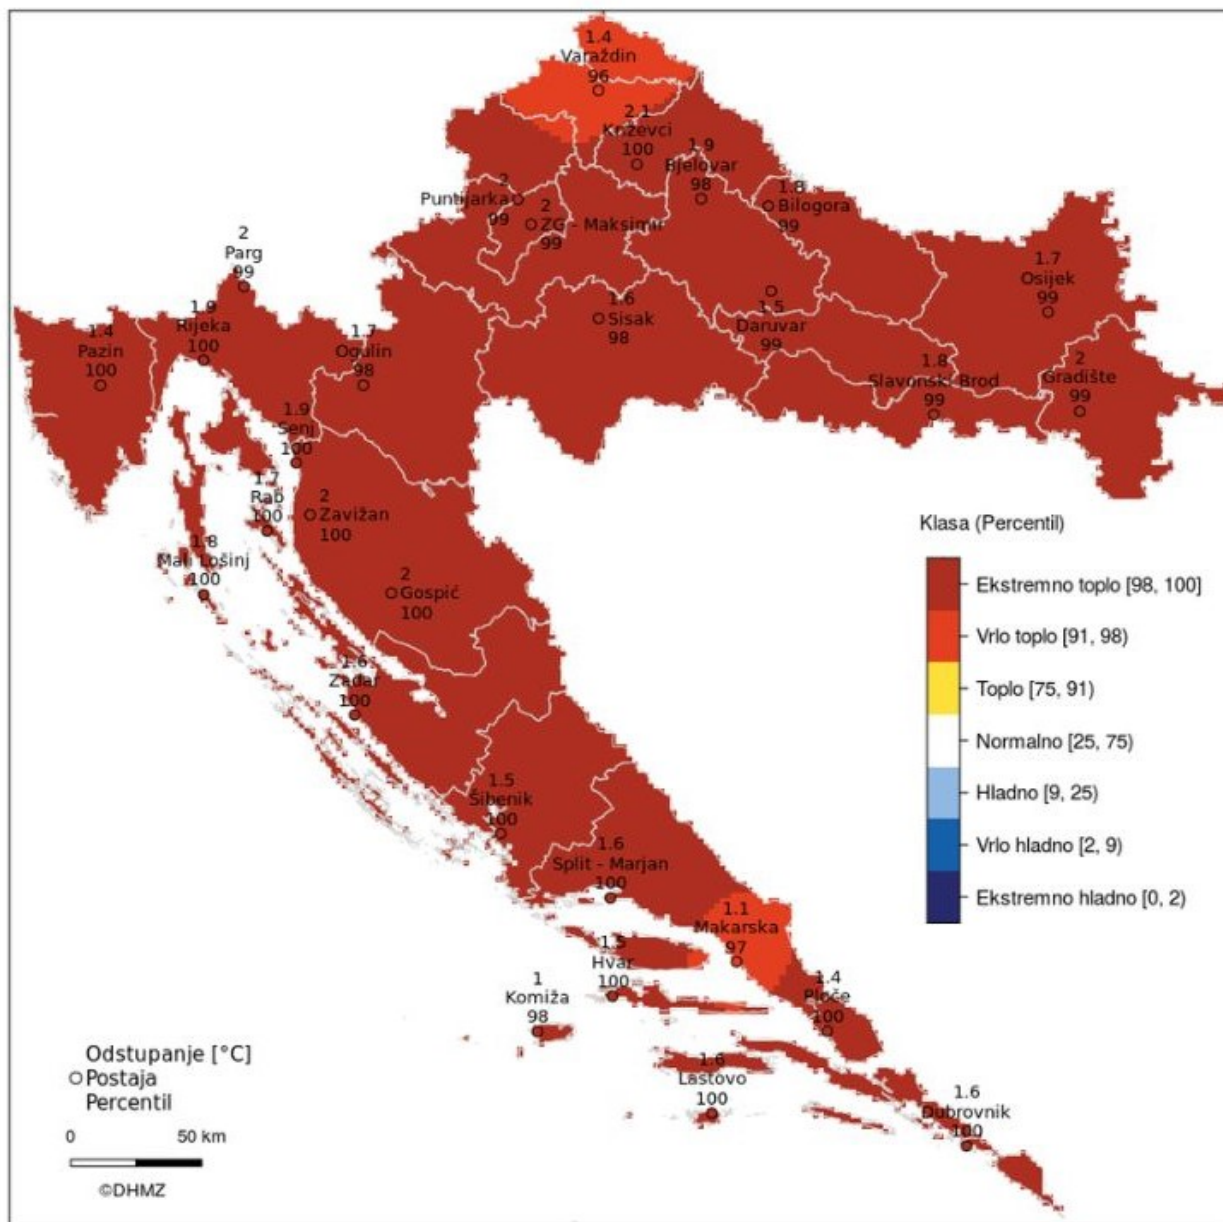 1.4
Varaždin
96
2.1
Križevci
100
1.9
Bjelovar
98
1.8
Bilogora
99
2
Puntijarka
99
2
ZG - Maksimir
99
2
Parg
99
1.7
Osijek
99
1.4
Pazin
100
1.9
Rijeka
100
1.7
Ogulin
98
1.6
Sisak
98
1.5
Daruvar
99
1.8
Slavonski Brod
99
2
Gradište
99
1.9
Senj
100
1.7
Rab
100
2
Zavižan
100
1.8
Mali Lošinj
100
2
Gospić
100
1.6
Zadar
100
1.5
Šibenik
100
1.6
Split - Marjan
100
1.1
Makarska
97
1.5
Hvar
100
1
Komiža
98
1.4
Ploče
100
1.6
Lastovo
100
1.6
Dubrovnik
100
Klasa (Percentil)
Ekstremno toplo [98, 100]
Vrlo toplo [91, 98)
Toplo [75, 91)
Normalno [25, 75)
Hladno [9, 25)
Vrlo hladno [2, 9)
Ekstremno hladno [0, 2)
Odstupanje [°C]
Postaja
Percentil
0 50 km
©DHMZ